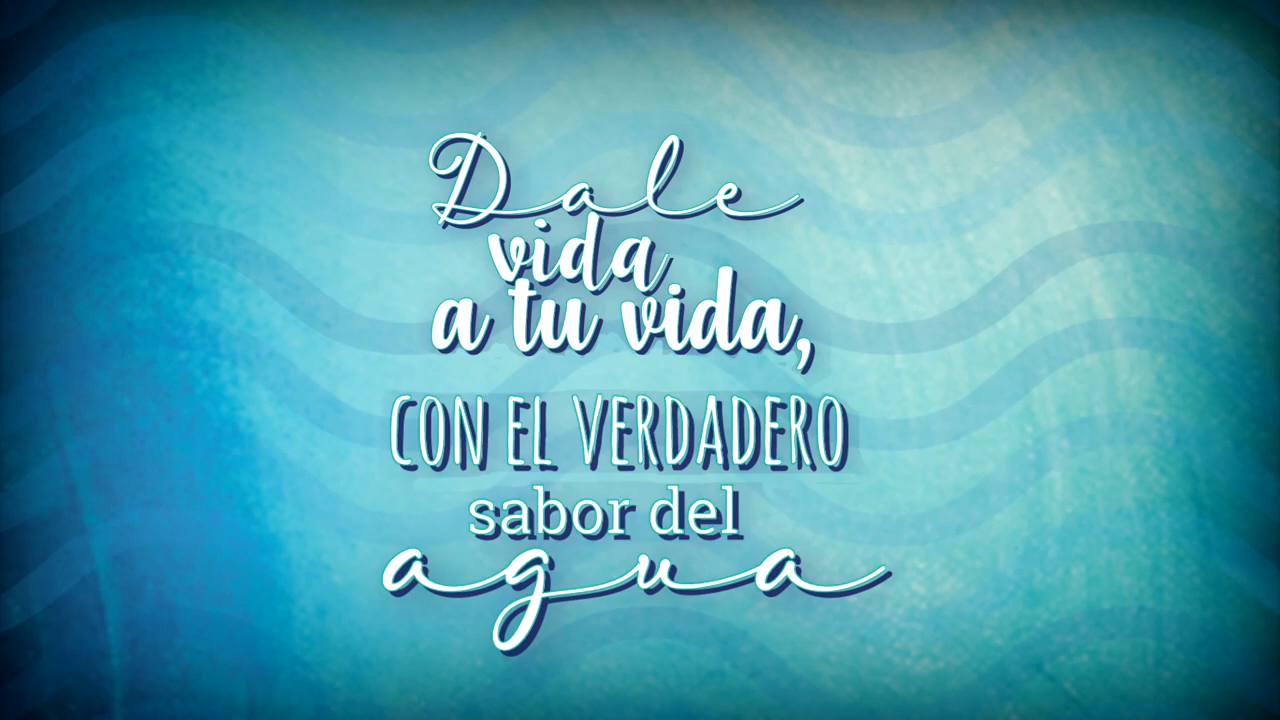 Dale
vida
a tu vida,
CON EL VERDADERO
sabor del
agua